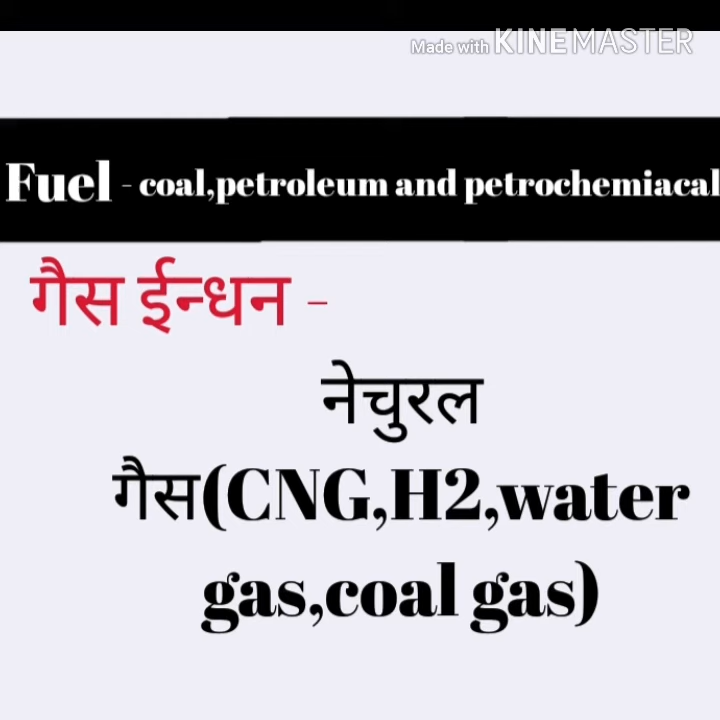 Made with KINEMASTER
Fuel - coal,petroleum and petrochemiacal
गैस ईन्धन -
नेचुरल
गैस(CNG,H2,water
gas,coal gas)